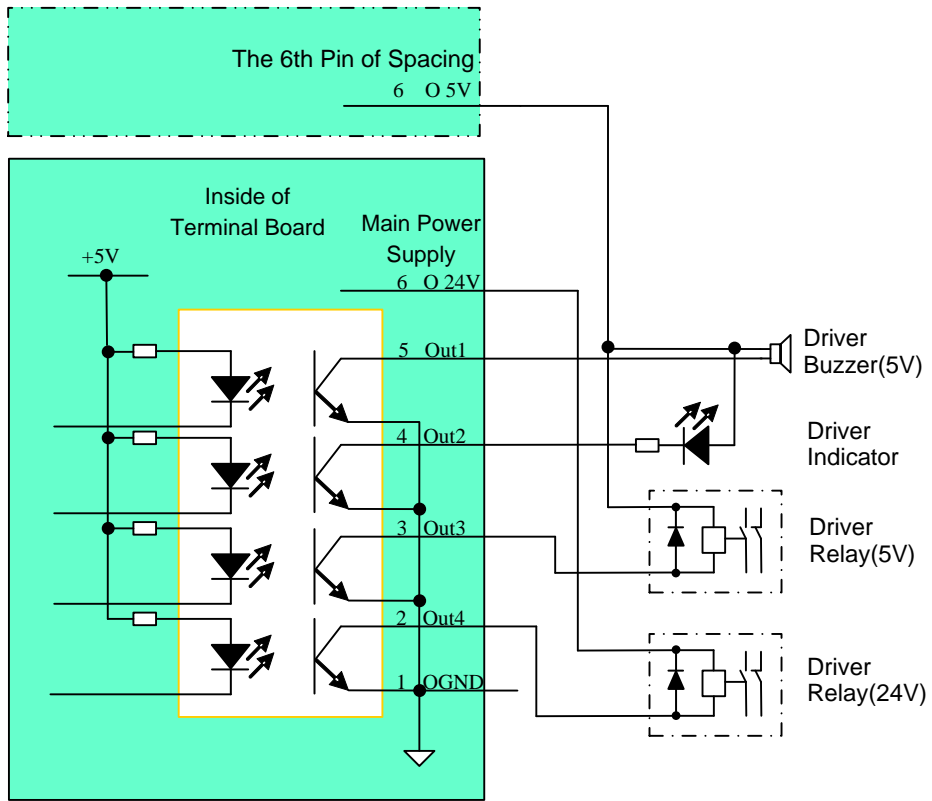 The 6th Pin of Spacing
6 O 5V
Inside of
Terminal Board
Main Power
Supply
+5V
6 O 24V
5 Out1
Driver
Buzzer(5V)
4 Out2
Driver
Indicator
3 Out3
Driver
Relay(5V)
2 Out4
1 OGND
Driver
Relay(24V)